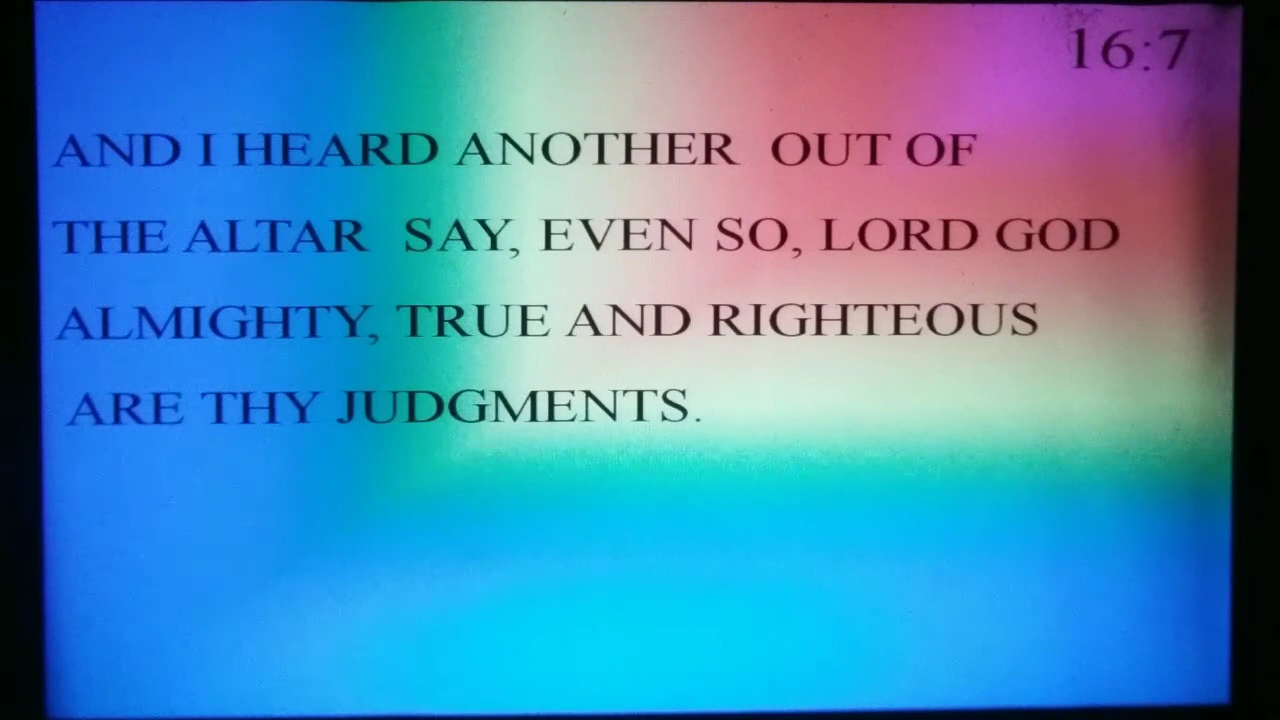 16:7
AND I HEARD ANOTHER OUT OF
THE ALTAR SAY, EVEN SO, LORD GOD
ALMIGHTY, TRUE AND RIGHTEOUS
ARE THY JUDGMENTS.